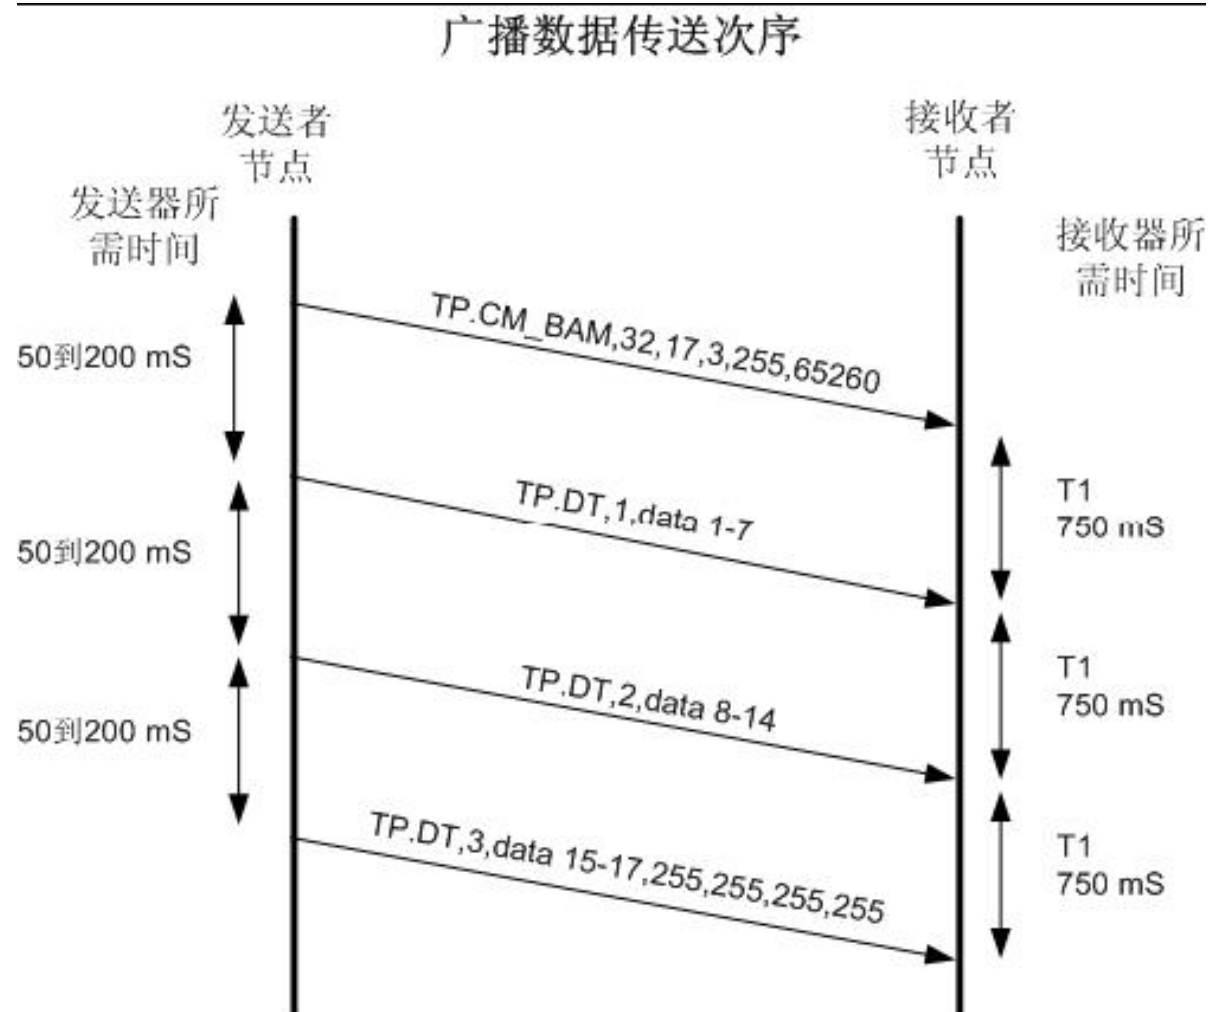 广播数据传送次序
发送者
节点
接收者
节点
发送器所
需时间
接收器所
需时间
TP.CM_BAM,32,17,3,255,65260
50到200 mS
T1
750 mS
TP.DT,1,data 1-7
50到200 mS
T1
750 mS
TP.DT,2,data 8-14
50到200 mS
T1
750 mS
TP.DT,3,data 15-17,255,255,255,255